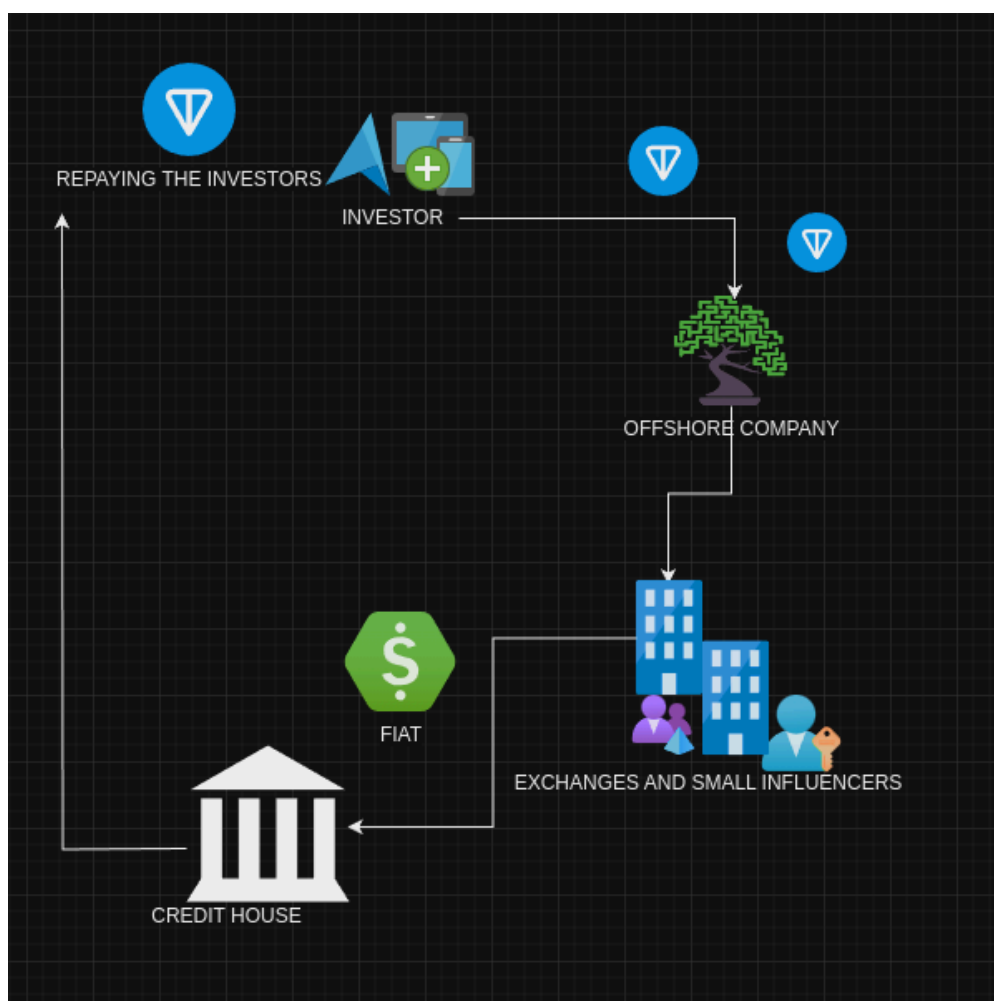 REPAYING THE INVESTORS
INVESTOR
OFFSHORE COMPANY
FIAT
EXCHANGES AND SMALL INFLUENCERS
CREDIT HOUSE